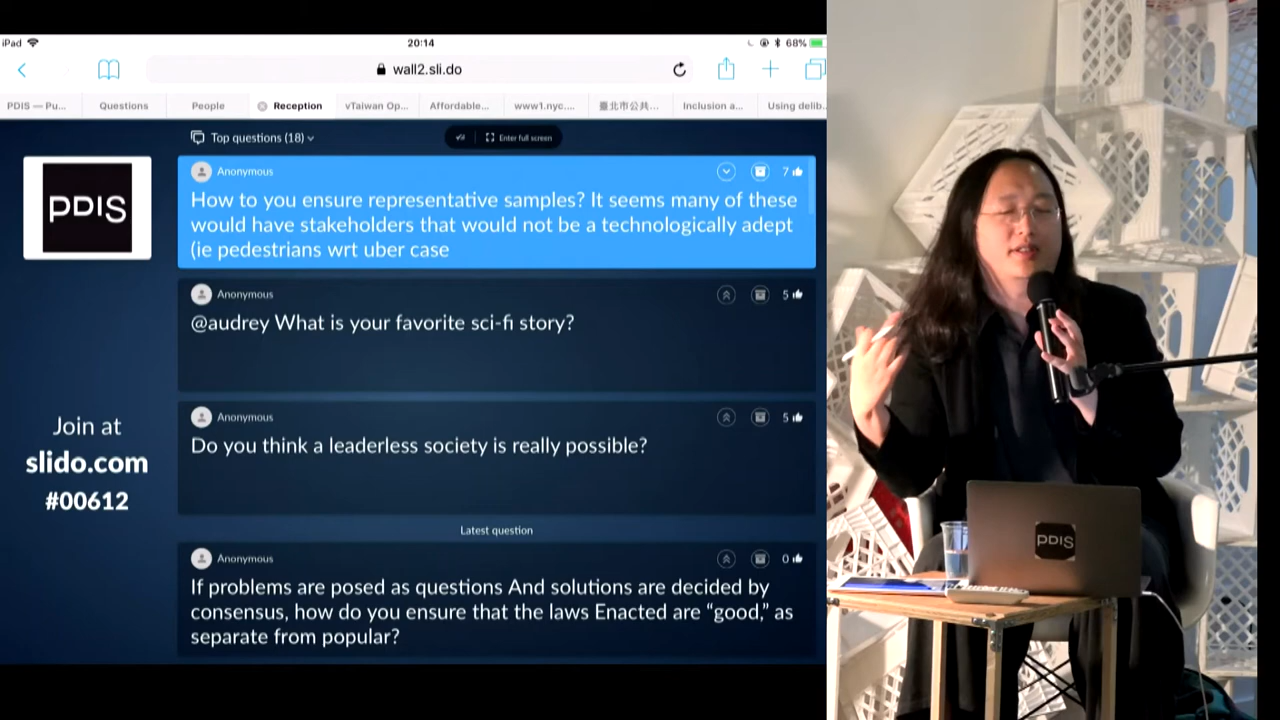 iPad
20:14
68%
wall2.sli.do
PDIS — Pu...
Questions
People
Reception
vTaiwan Op...
Affordable...
www1.nyc....
臺北市公共...
Inclusion a...
Using delib...
Top questions (18)
Enter full screen
PDIS
Join at
slido.com
#00612
Anonymous
7
How to you ensure representative samples? It seems many of these
would have stakeholders that would not be a technologically adept
(ie pedestrians wrt uber case
Anonymous
5
@audrey What is your favorite sci-fi story?
Anonymous
5
Do you think a leaderless society is really possible?
Latest question
Anonymous
0
If problems are posed as questions And solutions are decided by
consensus, how do you ensure that the laws Enacted are “good,” as
separate from popular?
PDIS